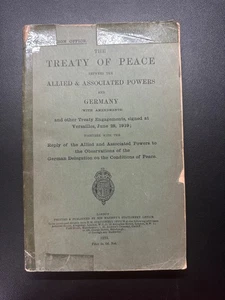 THE
TREATY OF PEACE
BETWEEN THE
ALLIED & ASSOCIATED POWERS
AND
GERMANY
and other Treaty Engagements, signed at
Versailles, June 28, 1919;
TOGETHER WITH THE
Reply of the Allied and Associated Powers to
the Observations of the
German Delegation on the Conditions of Peace.
LONDON